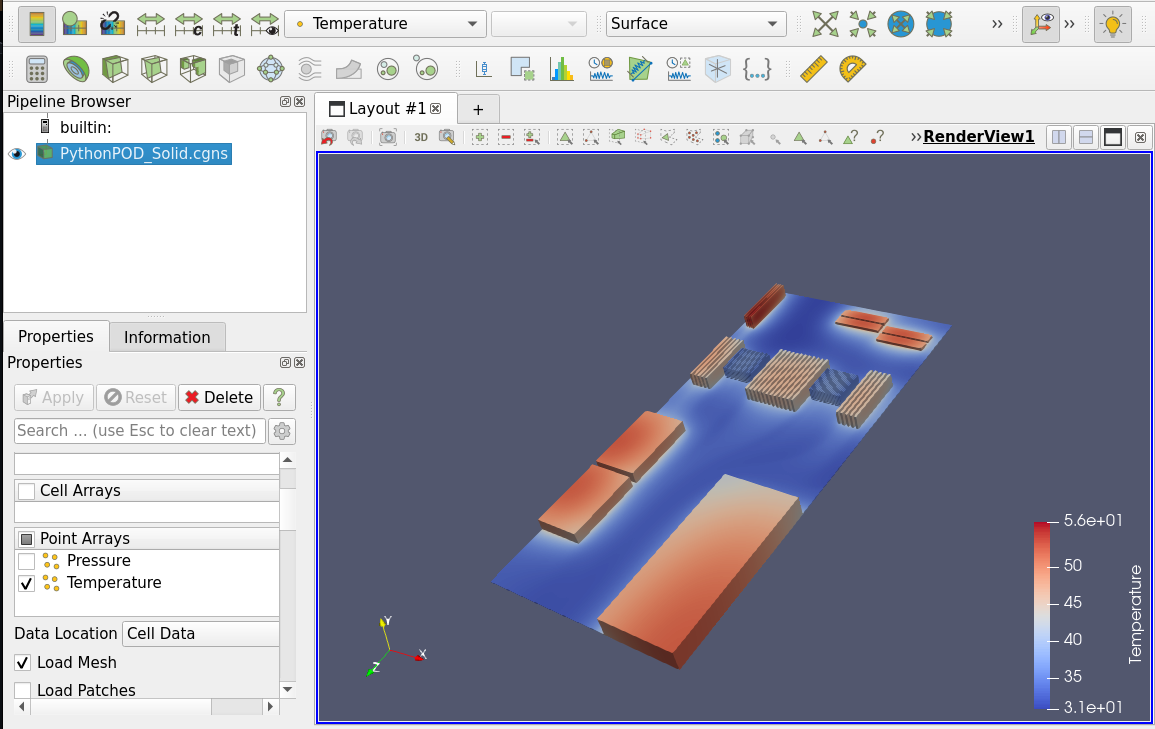 Temperature
Surface
Pipeline Browser
builtin:
PythonPOD_Solid.cgns
Properties
Information
Properties
Apply
Reset
Delete
?
Search ... (use Esc to clear text)
Cell Arrays
Point Arrays
Pressure
Temperature
Data Location
Cell Data
Load Mesh
Load Patches
Layout #1
+
3D
RenderView1
Y
X
Z
5.6e+01
50
45
40
35
3.1e+01
Temperature